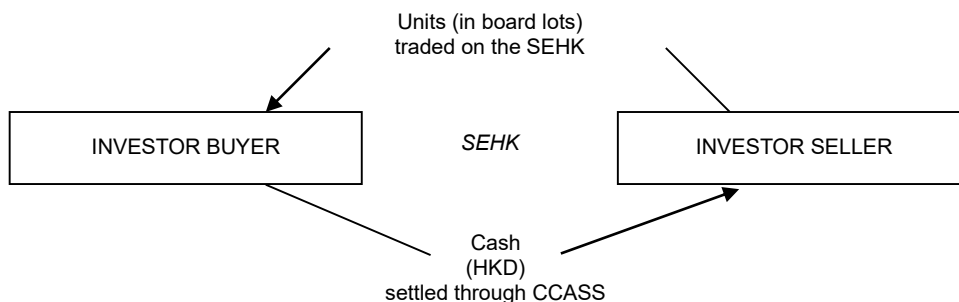 Units (in board lots)
traded on the SEHK
INVESTOR BUYER
SEHK
INVESTOR SELLER
Cash
(HKD)
settled through CCASS